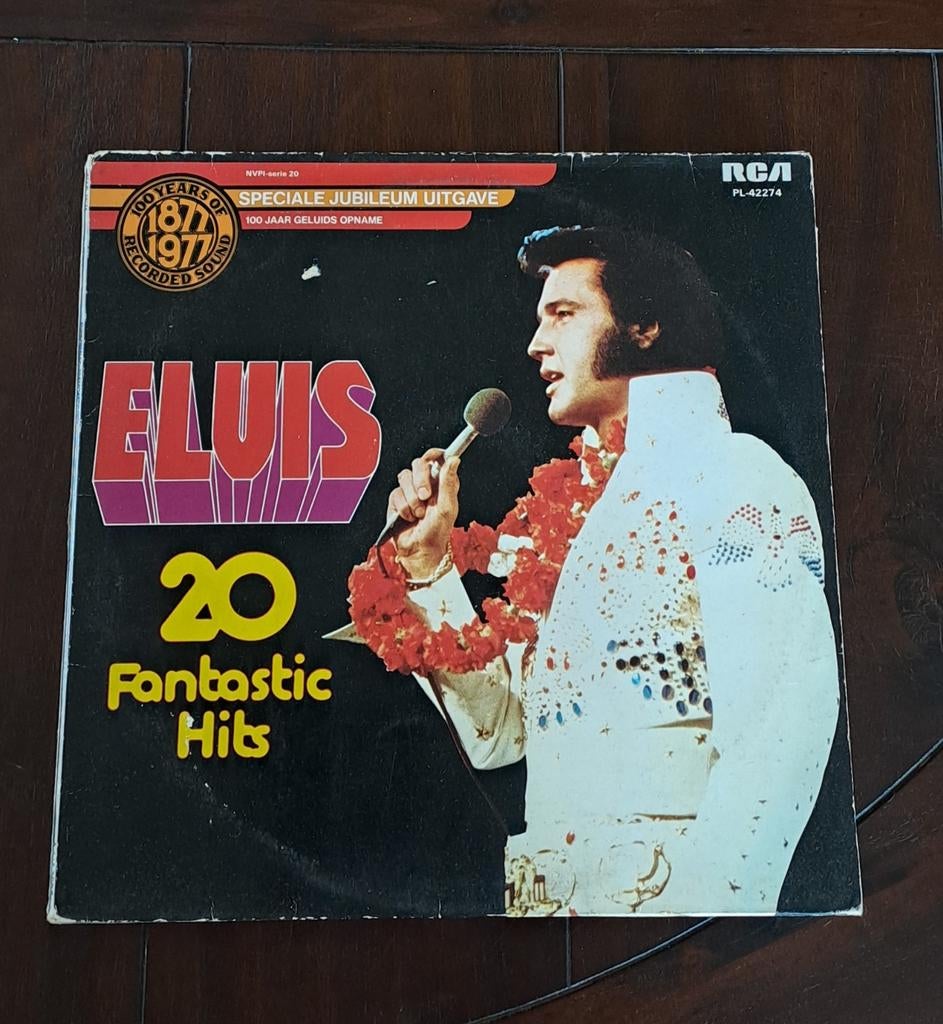 NVPI-serie 20
SPECIALE JUBILEUM UITGAVE
100 JAAR GELUIDS OPNAME
100 YEARS OF
1877
1977
RECORDED SOUND
RCA
PL-42274
ELVIS
20
Fantastic
Hits